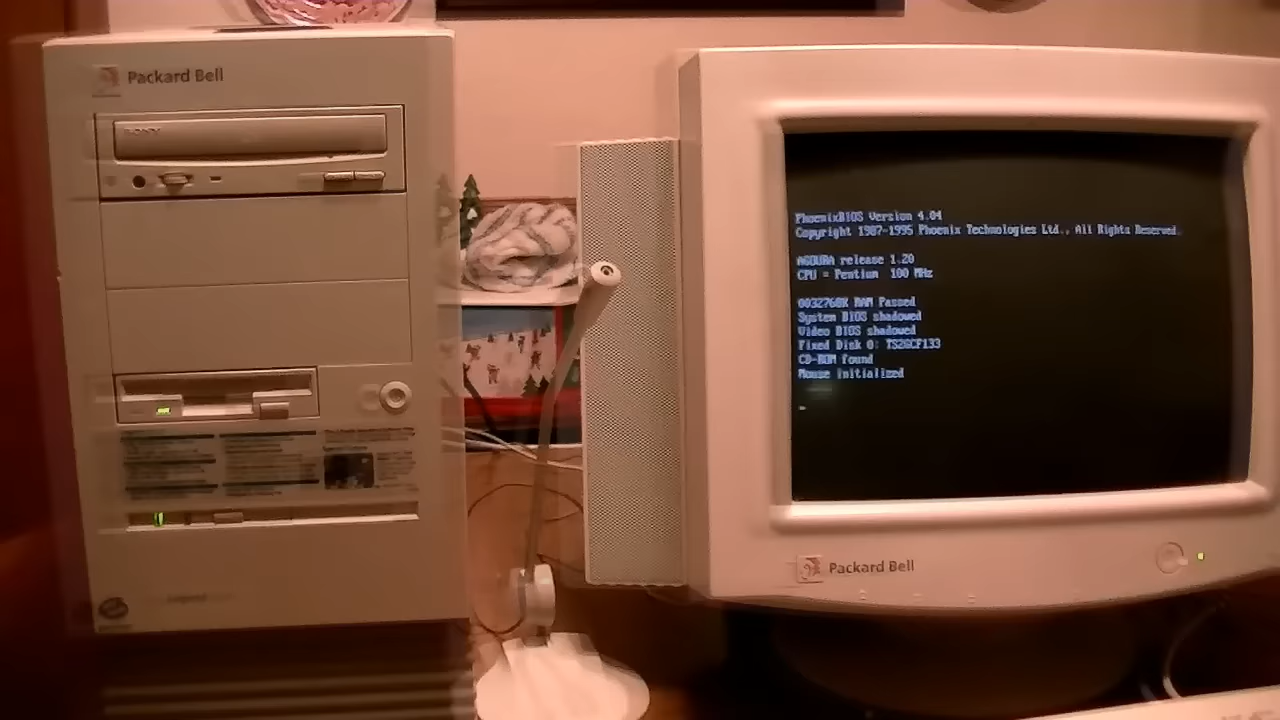 Packard Bell
SONY
PhoenixBIOS Version 4.04
Copyright 1987-1995 Phoenix Technologies Ltd., All Rights Reserved.
AGOURA release 1.20
CPU = Pentium 100 MHz
0032768K RAM Passed
System BIOS shadowed
Video BIOS shadowed
Fixed Disk 0: TS2GCF133
CD-ROM found
Mouse initialized
Packard Bell